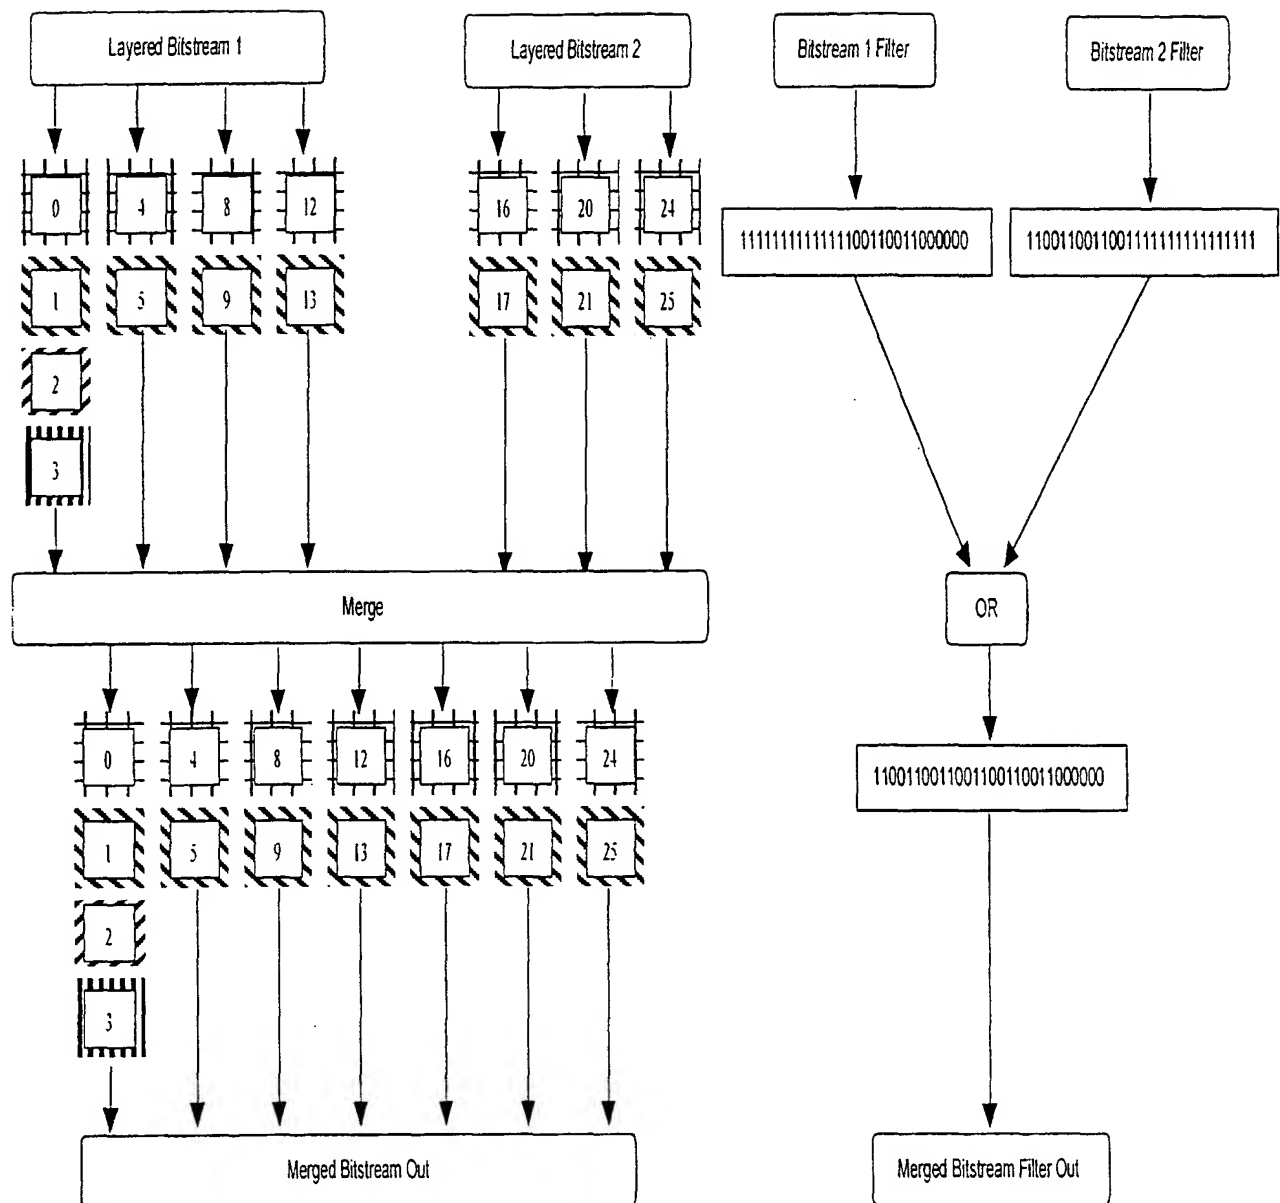 Layered Bitstream 1
Layered Bitstream 2
Bitstream 1 Filter
Bitstream 2 Filter
0 4 8 12 16 20 24
1111111111111100110011000000
1100110011001111111111111111
1 5 9 13 17 21 25
2
3
Merge
OR
0 4 8 12 16 20 24
1100110011001100110011000000
1 5 9 13 17 21 25
2
3
Merged Bitstream Out
Merged Bitstream Filter Out